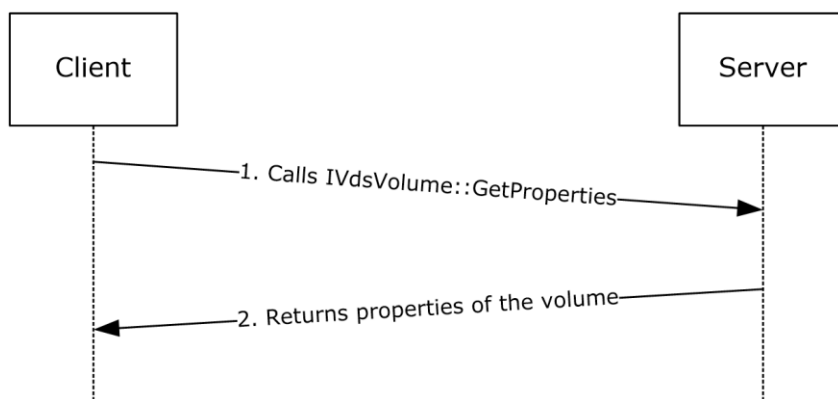 Client
Server
1. Calls IVdsVolume::GetProperties
2. Returns properties of the volume